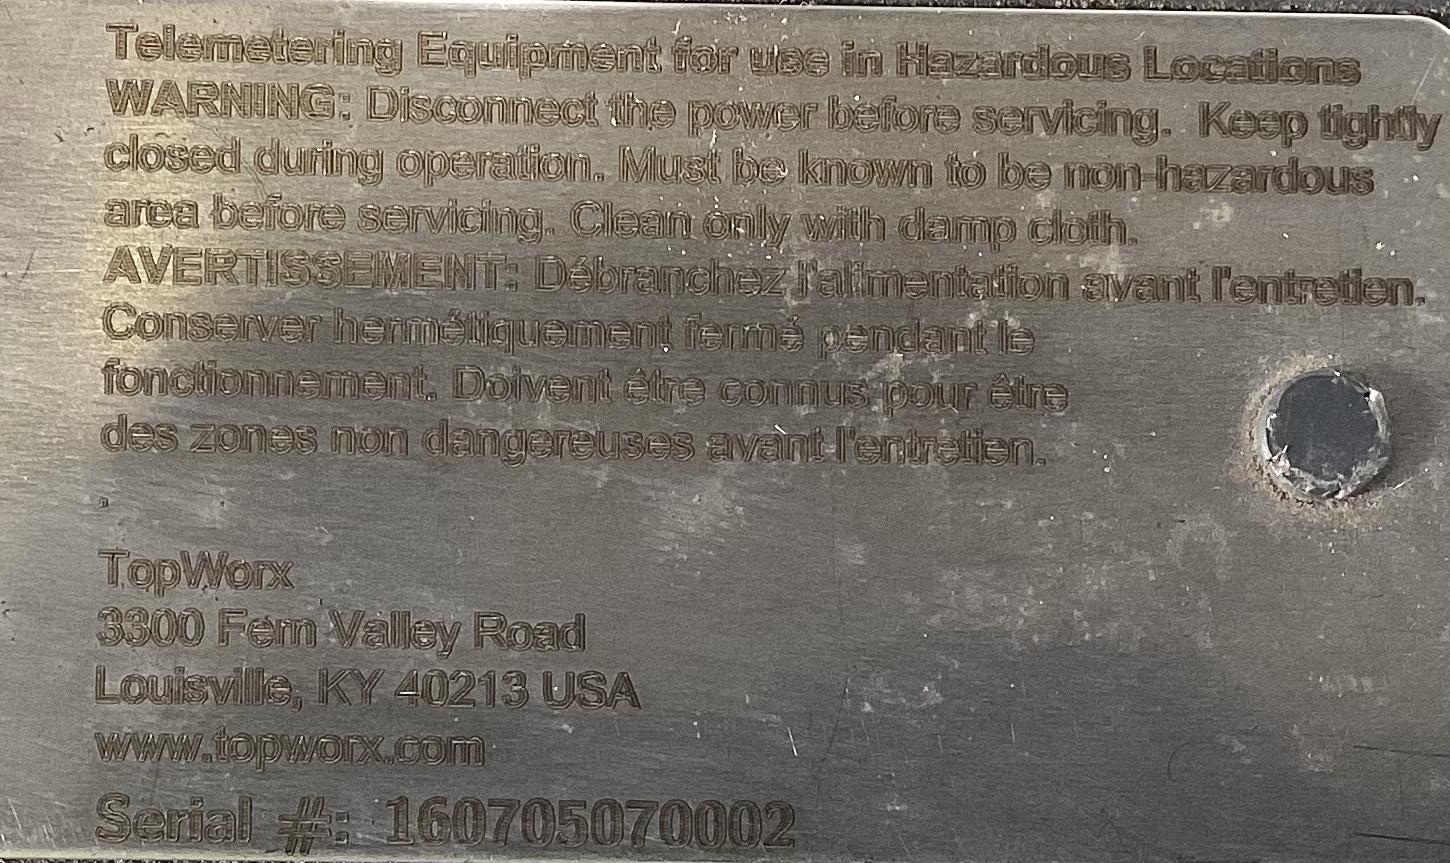 Telemetering Equipment for use in Hazardous Locations
WARNING: Disconnect the power before servicing. Keep tightly
closed during operation. Must be known to be non-hazardous
area before servicing. Clean only with damp cloth.
AVERTISSEMENT: Débranchez l'alimentation avant l'entretien.
Conserver hermétiquement fermé pendant le
fonctionnement. Doivent être connus pour être
des zones non dangereuses avant l'entretien.
.
TopWorx
3300 Fern Valley Road
Louisville, KY 40213 USA
www.topworx.com
Serial #: 160705070002